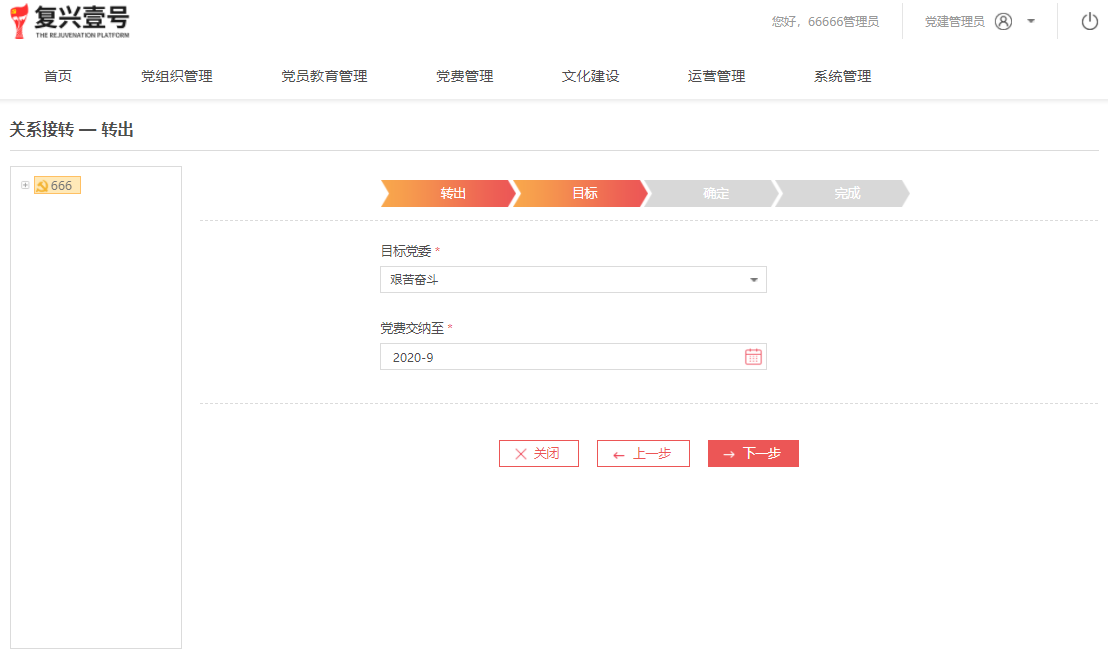 复兴壹号
THE REJUVENATION PLATFORM
您好，66666管理员
党建管理员
首页 党组织管理 党员教育管理 党费管理 文化建设 运营管理 系统管理
关系接转 — 转出
666
转出 目标 确定 完成
目标党委 *
艰苦奋斗
党费交纳至 *
2020-9
关闭 ← 上一步 → 下一步